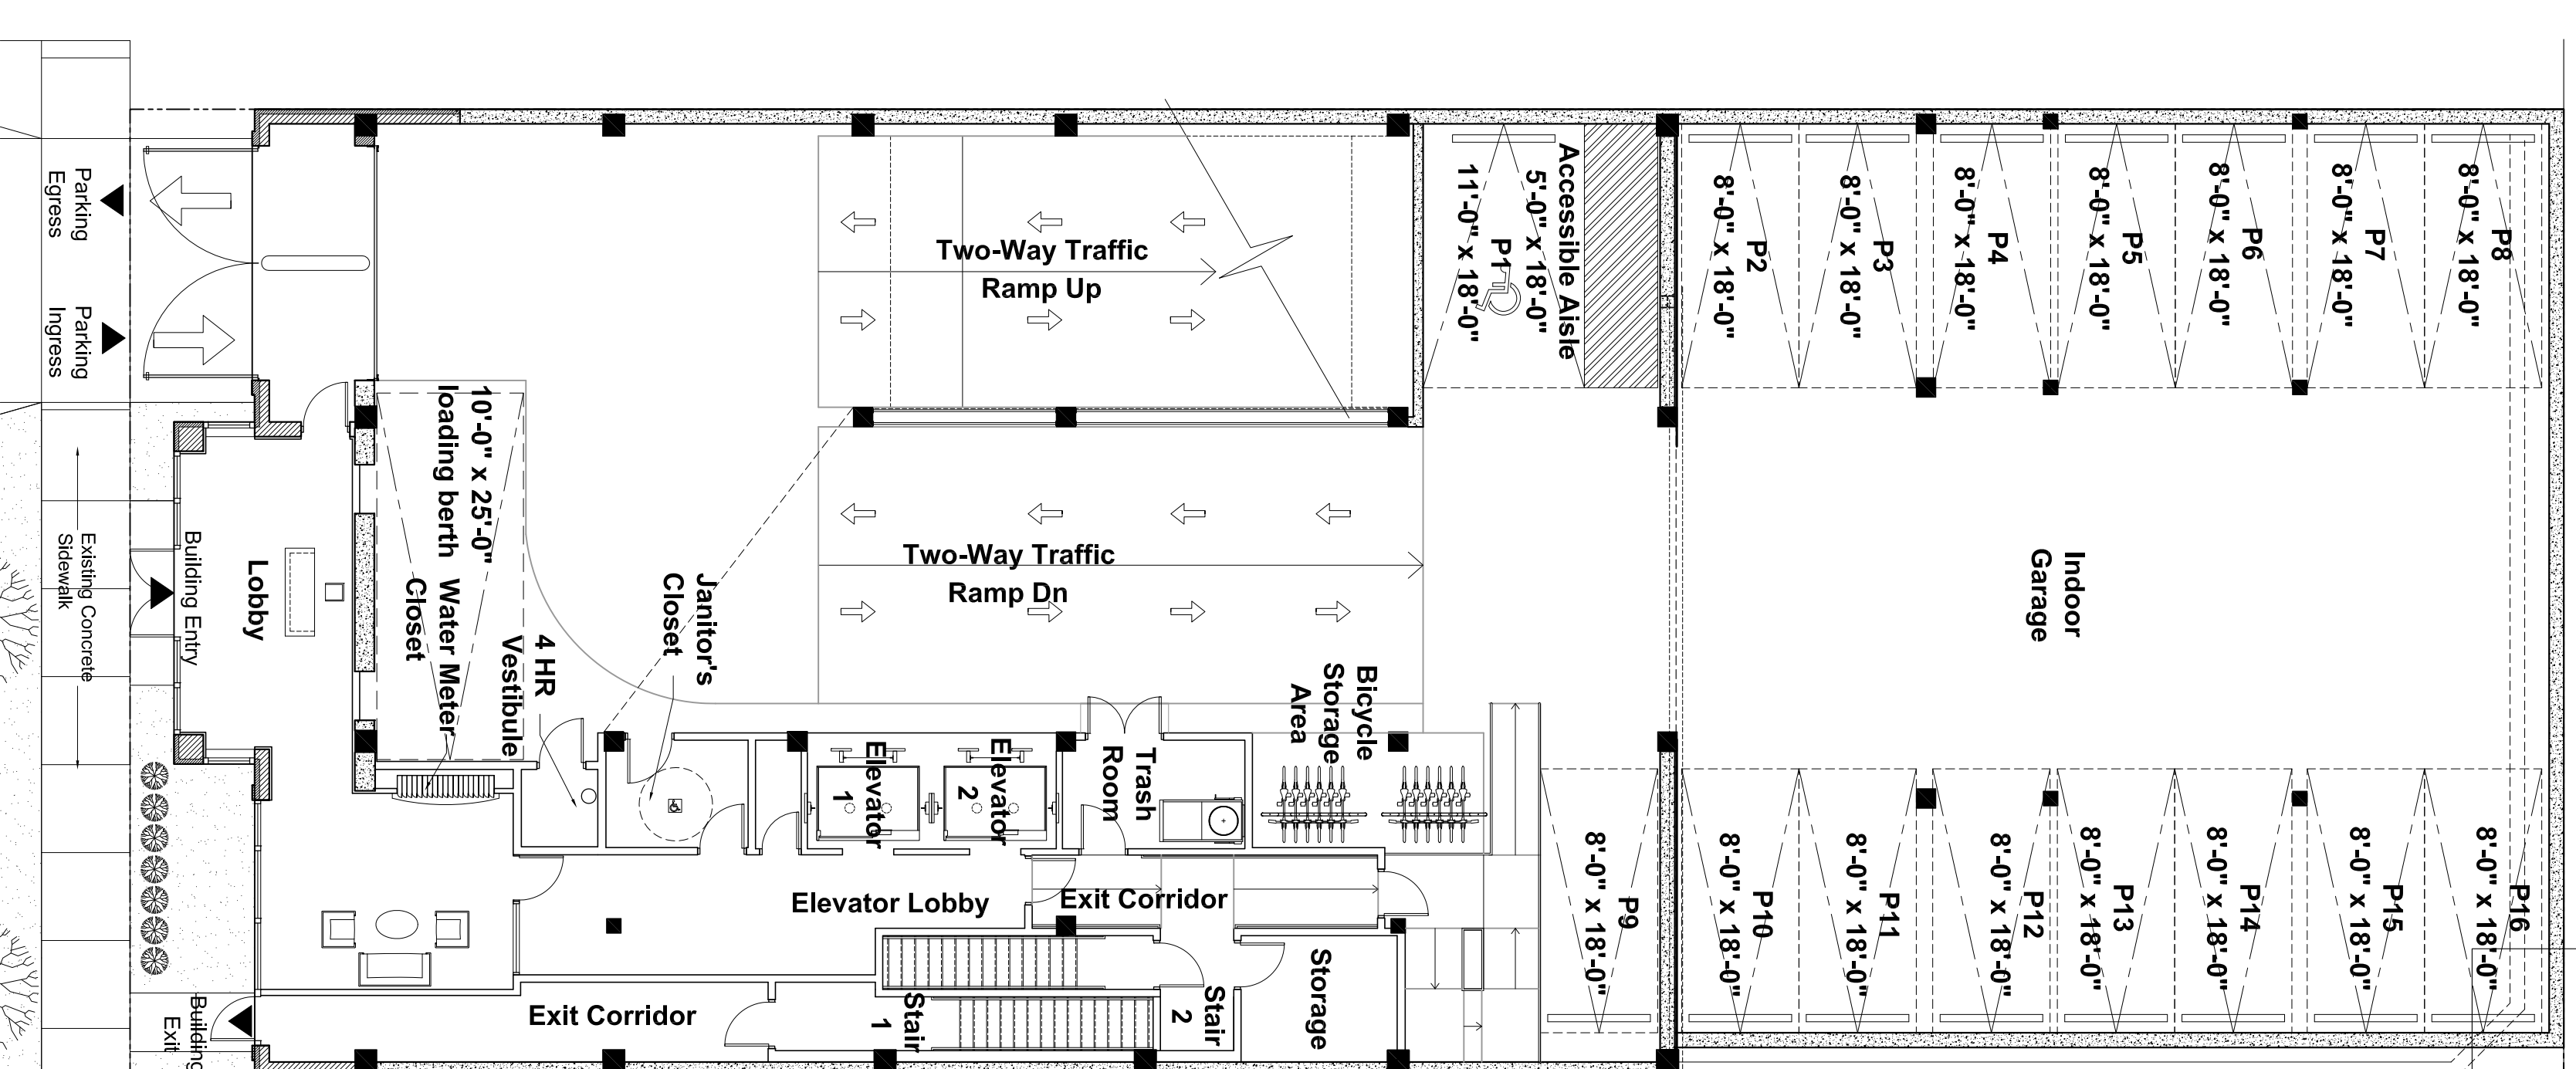 Parking
Egress
Parking
Ingress
Existing Concrete
Sidewalk
Building Entry
Building
Exit
Lobby
10'-0" x 25'-0"
loading berth
Water Meter
Closet
4 HR
Vestibule
Janitor's
Closet
Two-Way Traffic
Ramp Up
Two-Way Traffic
Ramp Dn
Elevator
1
Elevator
2
Trash
Room
Bicycle
Storage
Area
Elevator Lobby
Exit Corridor
Exit Corridor
Stair
1
Stair
2
Storage
Accessible Aisle
5'-0" x 18'-0"
P1
11'-0" x 18'-0"
P2
8'-0" x 18'-0"
P3
8'-0" x 18'-0"
P4
8'-0" x 18'-0"
P5
8'-0" x 18'-0"
P6
8'-0" x 18'-0"
P7
8'-0" x 18'-0"
P8
8'-0" x 18'-0"
Indoor
Garage
P9
8'-0" x 18'-0"
P10
8'-0" x 18'-0"
P11
8'-0" x 18'-0"
P12
8'-0" x 18'-0"
P13
8'-0" x 18'-0"
P14
8'-0" x 18'-0"
P15
8'-0" x 18'-0"
P16
8'-0" x 18'-0"